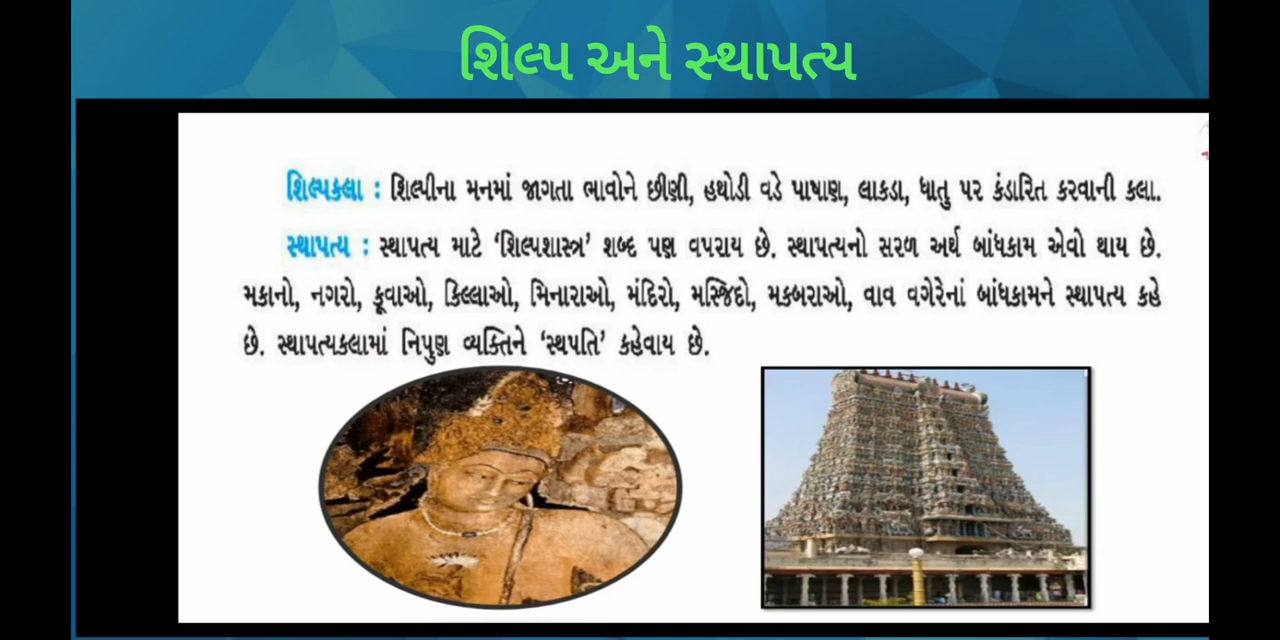 શિલ્પ અને સ્થાપત્ય
શિલ્પકલા : શિલ્પીના મનમાં જાગતા ભાવોને છીણી, હથોડી વડે પાષાણ, લાકડા, ધાતુ પર કંડારિત કરવાની કલા.
સ્થાપત્ય : સ્થાપત્ય માટે ‘શિલ્પશાસ્ત્ર’ શબ્દ પણ વપરાય છે. સ્થાપત્યનો સરળ અર્થ બાંધકામ એવો થાય છે.
મકાનો, નગરો, કૂવાઓ, કિલ્લાઓ, મિનારાઓ, મંદિરો, મસ્જિદો, મકબરાઓ, વાવ વગેરેનાં બાંધકામને સ્થાપત્ય કહે
છે. સ્થાપત્યકલામાં નિપુણ વ્યક્તિને ‘સ્થપતિ’ કહેવાય છે.